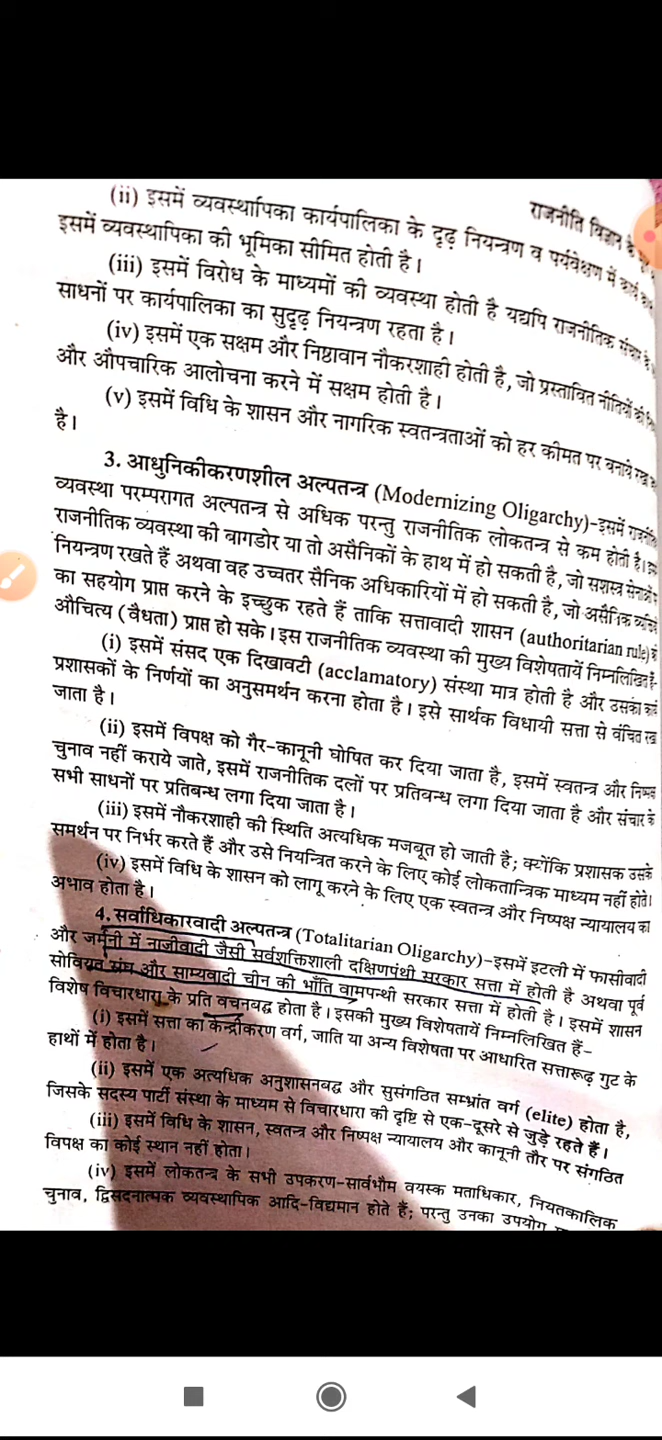 राजनीति विज्ञान के
(ii) इसमें व्यवस्थापिका कार्यपालिका के दृढ़ नियन्त्रण व पर्यवेक्षण में कार्य
इसमें व्यवस्थापिका की भूमिका सीमित होती है।
(iii) इसमें विरोध के माध्यमों की व्यवस्था होती है यद्यपि राजनीतिक संचार के
साधनों पर कार्यपालिका का सुदृढ़ नियन्त्रण रहता है।
(iv) इसमें एक सक्षम और निष्ठावान नौकरशाही होती है, जो प्रस्तावित नीतियों की
और औपचारिक आलोचना करने में सक्षम होती है।
(v) इसमें विधि के शासन और नागरिक स्वतन्त्रताओं को हर कीमत पर बनाये रखा
है।
3. आधुनिकीकरणशील अल्पतन्त्र (Modernizing Oligarchy)-इसमें
व्यवस्था परम्परागत अल्पतन्त्र से अधिक परन्तु राजनीतिक लोकतन्त्र से कम होती है।
राजनीतिक व्यवस्था की बागडोर या तो असैनिकों के हाथ में हो सकती है, जो सशस्त्र सेनाओं
नियन्त्रण रखते हैं अथवा वह उच्चतर सैनिक अधिकारियों में हो सकती है, जो असैनिक
का सहयोग प्राप्त करने के इच्छुक रहते हैं ताकि सत्तावादी शासन (authoritarian rule) को
औचित्य (वैधता) प्राप्त हो सके। इस राजनीतिक व्यवस्था की मुख्य विशेषतायें निम्नलिखित हैं-
(i) इसमें संसद एक दिखावटी (acclamatory) संस्था मात्र होती है और उसका कार्य
प्रशासकों के निर्णयों का अनुसमर्थन करना होता है। इसे सार्थक विधायी सत्ता से वंचित रखा
जाता है।
(ii) इसमें विपक्ष को गैर-कानूनी घोषित कर दिया जाता है, इसमें स्वतन्त्र और निष्पक्ष
चुनाव नहीं कराये जाते, इसमें राजनीतिक दलों पर प्रतिबन्ध लगा दिया जाता है और संचार के
सभी साधनों पर प्रतिबन्ध लगा दिया जाता है।
(iii) इसमें नौकरशाही की स्थिति अत्यधिक मजबूत हो जाती है; क्योंकि प्रशासक उसके
समर्थन पर निर्भर करते हैं और उसे नियन्त्रित करने के लिए कोई लोकतान्त्रिक माध्यम नहीं होते।
(iv) इसमें विधि के शासन को लागू करने के लिए एक स्वतन्त्र और निष्पक्ष न्यायालय का
अभाव होता है।
4. सर्वाधिकारवादी अल्पतन्त्र (Totalitarian Oligarchy)-इसमें इटली में फासीवादी
और जर्मनी में नाजीवादी जैसी सर्वशक्तिशाली दक्षिणपंथी सरकार सत्ता में होती है अथवा पूर्व
सोवियत संघ और साम्यवादी चीन की भाँति वामपन्थी सरकार सत्ता में होती है। इसमें शासन
विशेष विचारधारा के प्रति वचनबद्ध होता है। इसकी मुख्य विशेषतायें निम्नलिखित हैं-
(i) इसमें सत्ता का केन्द्रीकरण वर्ग, जाति या अन्य विशेषता पर आधारित सत्तारूढ़ गुट के
हाथों में होता है।
(ii) इसमें एक अत्यधिक अनुशासनबद्ध और सुसंगठित सम्भ्रांत वर्ग (elite) होता है,
जिसके सदस्य पार्टी संस्था के माध्यम से विचारधारा की दृष्टि से एक-दूसरे से जुड़े रहते हैं।
(iii) इसमें विधि के शासन, स्वतन्त्र और निष्पक्ष न्यायालय और कानूनी तौर पर संगठित
विपक्ष का कोई स्थान नहीं होता।
(iv) इसमें लोकतन्त्र के सभी उपकरण-सार्वभौम वयस्क मताधिकार, नियतकालिक
चुनाव, द्विसदनात्मक व्यवस्थापिक आदि-विद्यमान होते हैं; परन्तु उनका उपयोग